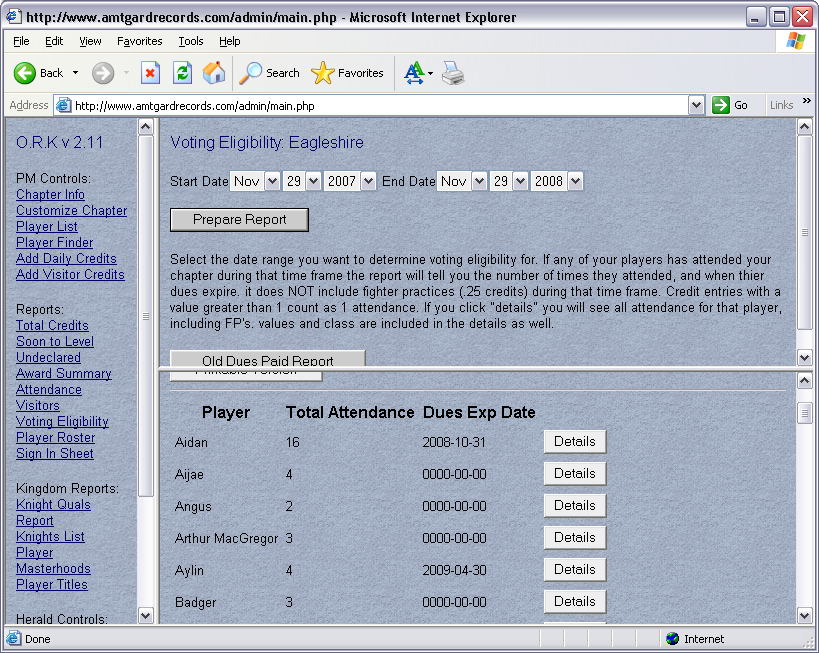 http://www.amtgardrecords.com/admin/main.php - Microsoft Internet Explorer
File Edit View Favorites Tools Help
Back Search Favorites
Address http://www.amtgardrecords.com/admin/main.php Go Links »
O.R.K v 2.11
PM Controls:
Chapter Info
Customize Chapter
Player List
Player Finder
Add Daily Credits
Add Visitor Credits
Reports:
Total Credits
Soon to Level
Undeclared
Award Summary
Attendance
Visitors
Voting Eligibility
Player Roster
Sign In Sheet
Kingdom Reports:
Knight Quals
Report
Knights List
Player
Masterhoods
Player Titles
Herald Controls:
Voting Eligibility: Eagleshire
Start Date Nov 29 2007 End Date Nov 29 2008
Prepare Report
Select the date range you want to determine voting eligibility for. If any of your players has attended your
chapter during that time frame the report will tell you the number of times they attended, and when thier
dues expire. it does NOT include fighter practices (.25 credits) during that time frame. Credit entries with a
value greater than 1 count as 1 attendance. If you click "details" you will see all attendance for that player,
including FP's. values and class are included in the details as well.
Old Dues Paid Report
Printable Version
Player Total Attendance Dues Exp Date
Aidan 16 2008-10-31 Details
Aijae 4 0000-00-00 Details
Angus 2 0000-00-00 Details
Arthur MacGregor 3 0000-00-00 Details
Aylin 4 2009-04-30 Details
Badger 3 0000-00-00 Details
Done Internet